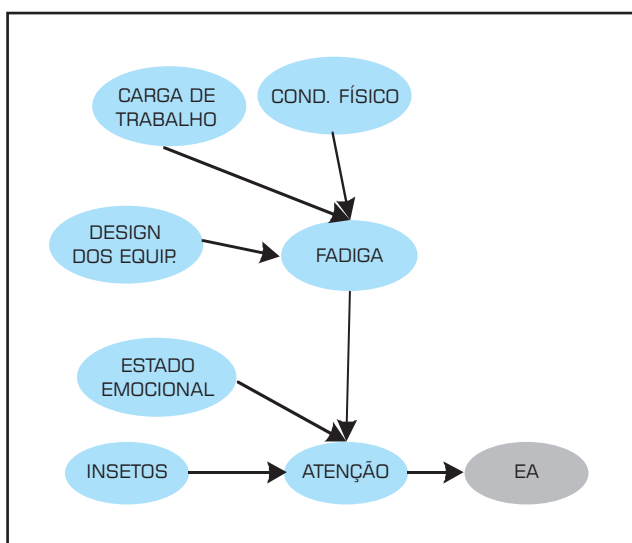 CARGA DE
TRABALHO
COND. FÍSICO
DESIGN
DOS EQUIP.
FADIGA
ESTADO
EMOCIONAL
INSETOS
ATENÇÃO
EA